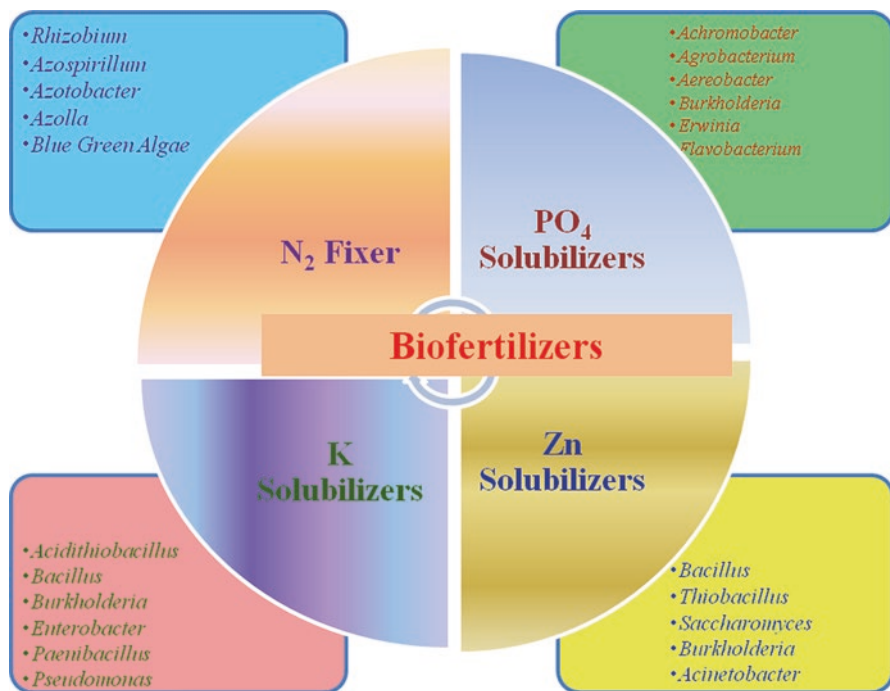 •Rhizobium
•Azospirillum
•Azotobacter
•Azolla
•Blue Green Algae
•Achromobacter
•Agrobacterium
•Aereobacter
•Burkholderia
•Erwinia
•Flavobacterium
N₂ Fixer
PO₄
Solubilizers
Biofertilizers
K
Solubilizers
Zn
Solubilizers
•Acidithiobacillus
•Bacillus
•Burkholderia
•Enterobacter
•Paenibacillus
•Pseudomonas
•Bacillus
•Thiobacillus
•Saccharomyces
•Burkholderia
•Acinetobacter